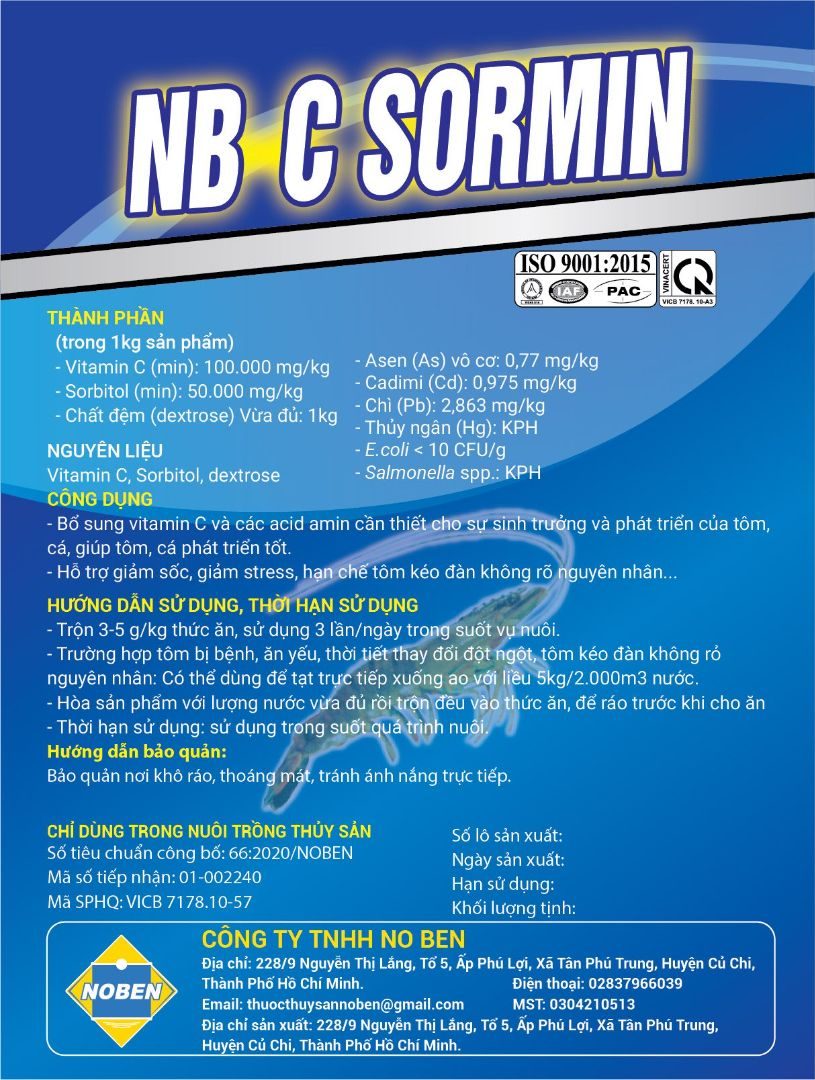 NB C SORMIN
ISO 9001:2015
IAF
PAC
VINACERT
VICB 7178. 10-A3
THÀNH PHẦN
(trong 1kg sản phẩm)
- Vitamin C (min): 100.000 mg/kg
- Sorbitol (min): 50.000 mg/kg
- Chất đệm (dextrose) Vừa đủ: 1kg
- Asen (As) vô cơ: 0,77 mg/kg
- Cadimi (Cd): 0,975 mg/kg
- Chì (Pb): 2,863 mg/kg
- Thủy ngân (Hg): KPH
- E.coli < 10 CFU/g
- Salmonella spp.: KPH
NGUYÊN LIỆU
Vitamin C, Sorbitol, dextrose
CÔNG DỤNG
- Bổ sung vitamin C và các acid amin cần thiết cho sự sinh trưởng và phát triển của tôm,
cá, giúp tôm, cá phát triển tốt.
- Hỗ trợ giảm sốc, giảm stress, hạn chế tôm kéo đàn không rõ nguyên nhân...
HƯỚNG DẪN SỬ DỤNG, THỜI HẠN SỬ DỤNG
- Trộn 3-5 g/kg thức ăn, sử dụng 3 lần/ngày trong suốt vụ nuôi.
- Trường hợp tôm bị bệnh, ăn yếu, thời tiết thay đổi đột ngột, tôm kéo đàn không rỏ
nguyên nhân: Có thể dùng để tạt trực tiếp xuống ao với liều 5kg/2.000m3 nước.
- Hòa sản phẩm với lượng nước vừa đủ rồi trộn đều vào thức ăn, để ráo trước khi cho ăn
- Thời hạn sử dụng: sử dụng trong suốt quá trình nuôi.
Hướng dẫn bảo quản:
Bảo quản nơi khô ráo, thoáng mát, tránh ánh nắng trực tiếp.
CHỈ DÙNG TRONG NUÔI TRỒNG THỦY SẢN
Số tiêu chuẩn công bố: 66:2020/NOBEN
Mã số tiếp nhận: 01-002240
Mã SPHQ: VICB 7178.10-57
Số lô sản xuất:
Ngày sản xuất:
Hạn sử dụng:
Khối lượng tịnh:
NOBEN
CÔNG TY TNHH NO BEN
Địa chỉ: 228/9 Nguyễn Thị Lắng, Tổ 5, Ấp Phú Lợi, Xã Tân Phú Trung, Huyện Củ Chi,
Thành Phố Hồ Chí Minh. Điện thoại: 02837966039
Email: thuocthuysannoben@gmail.com MST: 0304210513
Địa chỉ sản xuất: 228/9 Nguyễn Thị Lắng, Tổ 5, Ấp Phú Lợi, Xã Tân Phú Trung,
Huyện Củ Chi, Thành Phố Hồ Chí Minh.